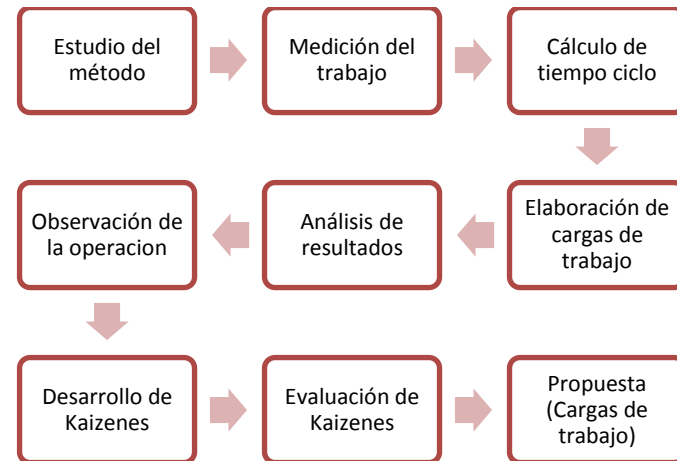 Estudio del
método
Medición del
trabajo
Cálculo de
tiempo ciclo
Elaboración de
cargas de
trabajo
Análisis de
resultados
Observación de
la operacion
Desarrollo de
Kaizenes
Evaluación de
Kaizenes
Propuesta
(Cargas de
trabajo)